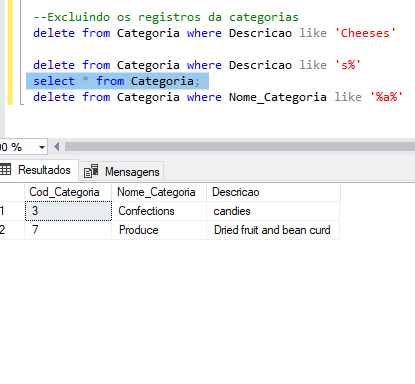 --Excluindo os registros da categorias
delete from Categoria where Descricao like 'Cheeses'
delete from Categoria where Descricao like 's%'
select * from Categoria;
delete from Categoria where Nome_Categoria like '%a%'
00 %
Resultados Mensagens
Cod_Categoria Nome_Categoria Descricao
1 3 Confections candies
2 7 Produce Dried fruit and bean curd